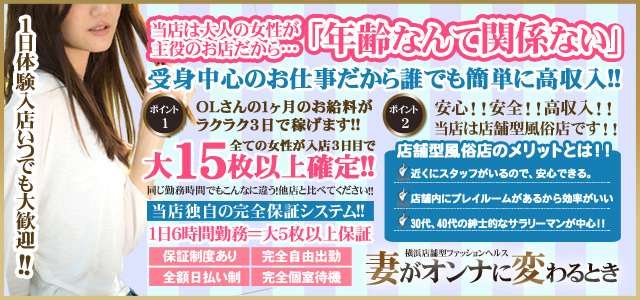 1日体験入店いつでも大歓迎!!
当店は大人の女性が
主役のお店だから…
「年齢なんて関係ない」
受身中心のお仕事だから誰でも簡単に高収入!!
ポイント
1
OLさんの1ヶ月のお給料が
ラクラク3日で稼げます!!
全ての女性が入店3日目で
大15枚以上確定!!
同じ勤務時間でもこんなに違う!他店と比べてください!!
当店独自の完全保証システム!!
1日6時間勤務=大5枚以上保証
保証制度あり
完全自由出勤
全額日払い制
完全個室待機
ポイント
2
安心!!安全!!高収入!!
当店は店舗型風俗店です!!
店舗型風俗店のメリットとは!!
近くにスタッフがいるので、安心できる。
店舗内にプレイルームがあるから効率がいい
30代、40代の紳士的なサラリーマンが中心!!
横浜店舗型ファッションヘルス
妻がオンナに変わるとき